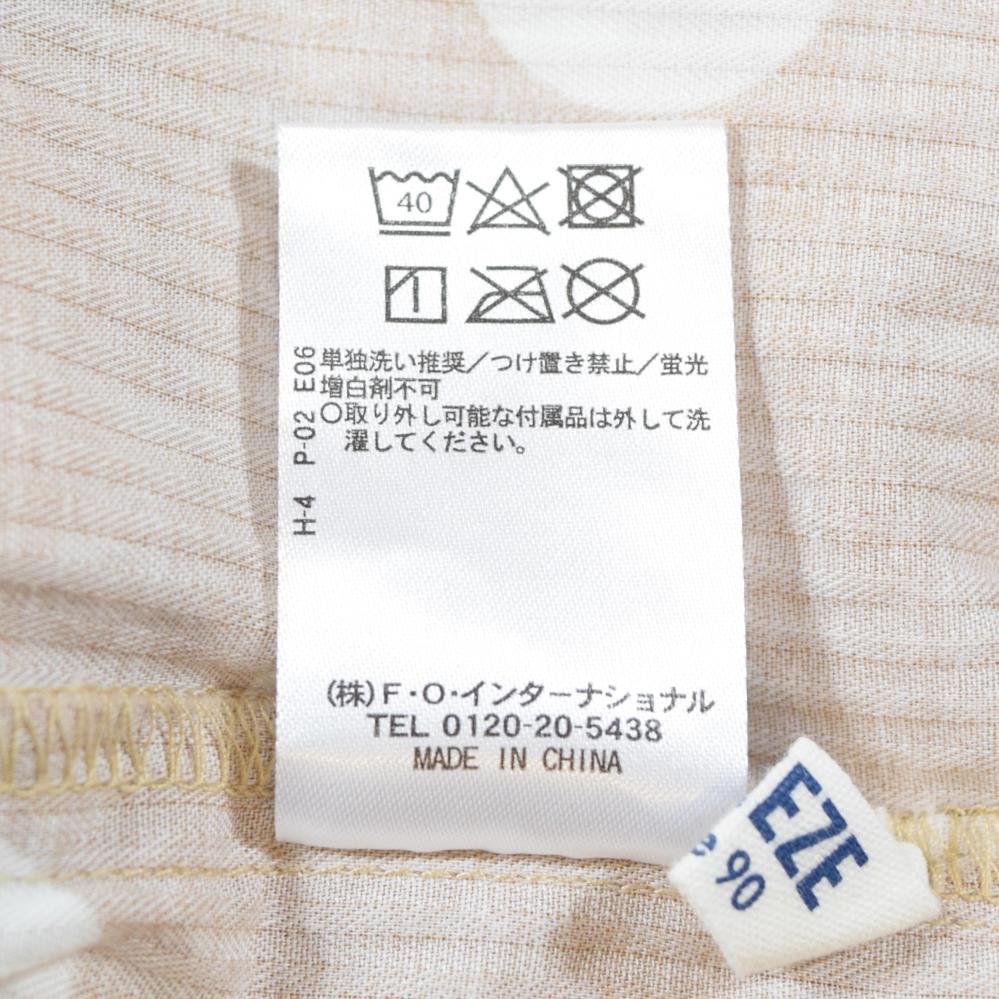 40
単独洗い推奨／つけ置き禁止／蛍光
増白剤不可
○取り外し可能な付属品は外して洗
濯してください。
H-4 P-02 E06
(株)F・O・インターナショナル
TEL 0120-20-5438
MADE IN CHINA
EZE
e 90